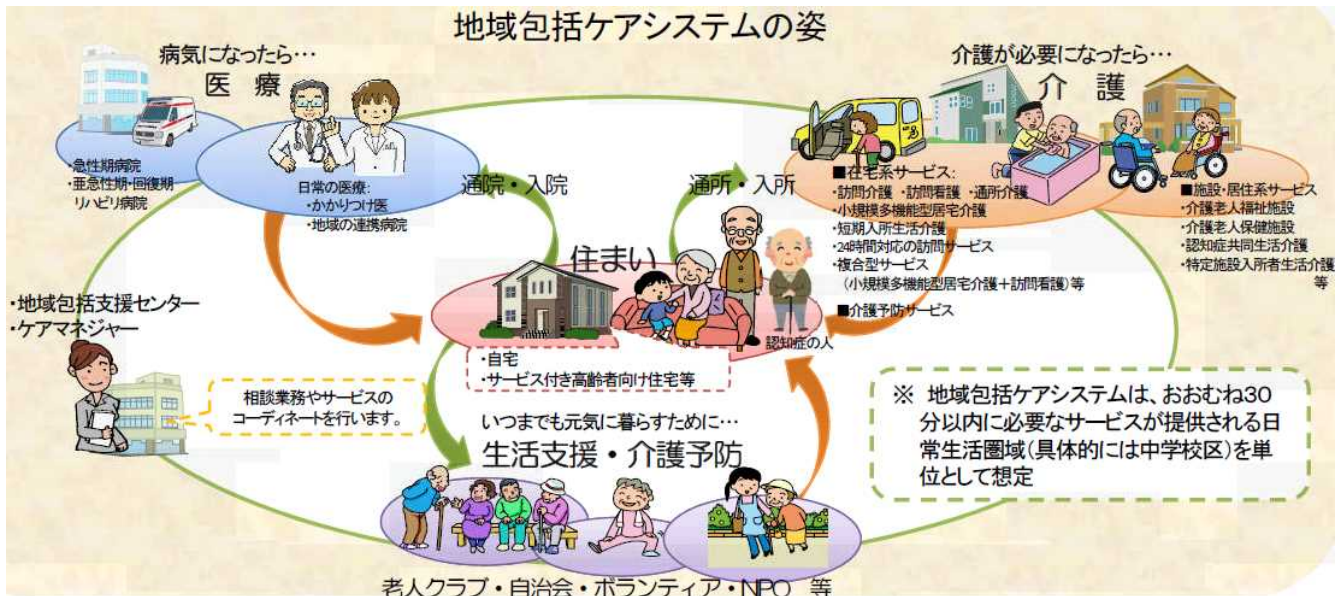 地域包括ケアシステムの姿
病気になったら･･･
医 療
・急性期病院
・亜急性期・回復期
リハビリ病院
日常の医療：
・かかりつけ医
・地域の連携病院
通院・入院
通所・入所
介護が必要になったら･･･
介 護
■在宅系サービス：
・訪問介護 ・訪問看護 ・通所介護
・小規模多機能型居宅介護
・短期入所生活介護
・24時間対応の訪問サービス
・複合型サービス
（小規模多機能型居宅介護＋訪問看護）等
■介護予防サービス
■施設・居住系サービス
・介護老人福祉施設
・介護老人保健施設
・認知症共同生活介護
・特定施設入所者生活介護
等
住まい
認知症の人
・自宅
・サービス付き高齢者向け住宅等
・地域包括支援センター
・ケアマネジャー
相談業務やサービスの
コーディネートを行います。
いつまでも元気に暮らすために･･･
生活支援・介護予防
老人クラブ・自治会・ボランティア・NPO 等
※ 地域包括ケアシステムは、おおむね30
分以内に必要なサービスが提供される日
常生活圏域（具体的には中学校区）を単
位として想定